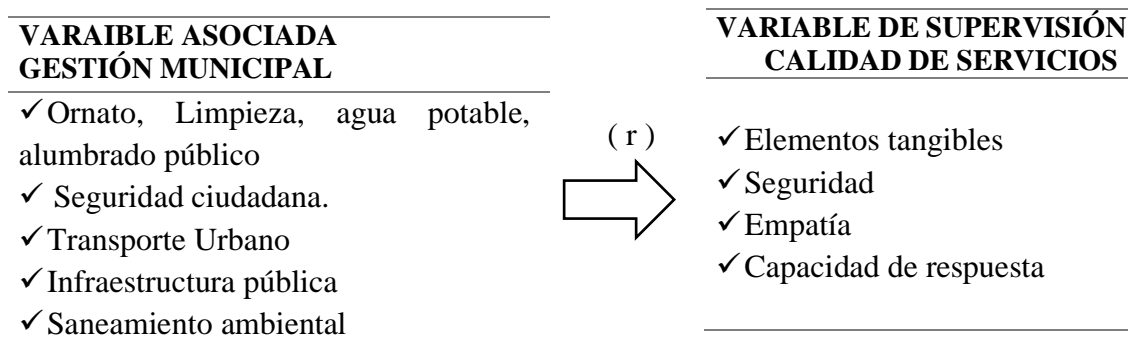 VARAIBLE ASOCIADA
GESTIÓN MUNICIPAL
✓Ornato, Limpieza, agua potable,
alumbrado público
✓ Seguridad ciudadana.
✓Transporte Urbano
✓Infraestructura pública
✓Saneamiento ambiental
( r )
VARIABLE DE SUPERVISIÓN
CALIDAD DE SERVICIOS
✓Elementos tangibles
✓Seguridad
✓Empatía
✓Capacidad de respuesta